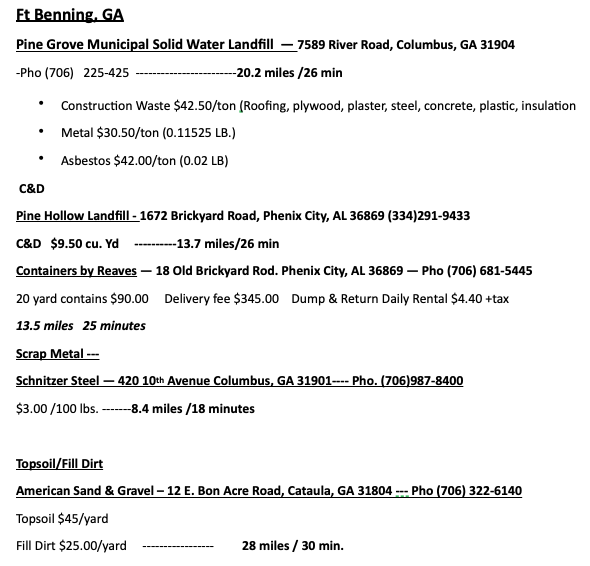 Ft Benning, GA
Pine Grove Municipal Solid Water Landfill — 7589 River Road, Columbus, GA 31904
-Pho (706) 225-425 ------------------------20.2 miles /26 min
• Construction Waste $42.50/ton (Roofing, plywood, plaster, steel, concrete, plastic, insulation
• Metal $30.50/ton (0.11525 LB.)
• Asbestos $42.00/ton (0.02 LB)
C&D
Pine Hollow Landfill - 1672 Brickyard Road, Phenix City, AL 36869 (334)291-9433
C&D $9.50 cu. Yd ----------13.7 miles/26 min
Containers by Reaves — 18 Old Brickyard Rod. Phenix City, AL 36869 — Pho (706) 681-5445
20 yard contains $90.00 Delivery fee $345.00 Dump & Return Daily Rental $4.40 +tax
13.5 miles 25 minutes
Scrap Metal ---
Schnitzer Steel — 420 10th Avenue Columbus, GA 31901---- Pho. (706)987-8400
$3.00 /100 lbs. -------8.4 miles /18 minutes
Topsoil/Fill Dirt
American Sand & Gravel – 12 E. Bon Acre Road, Cataula, GA 31804 --- Pho (706) 322-6140
Topsoil $45/yard
Fill Dirt $25.00/yard ----------------- 28 miles / 30 min.